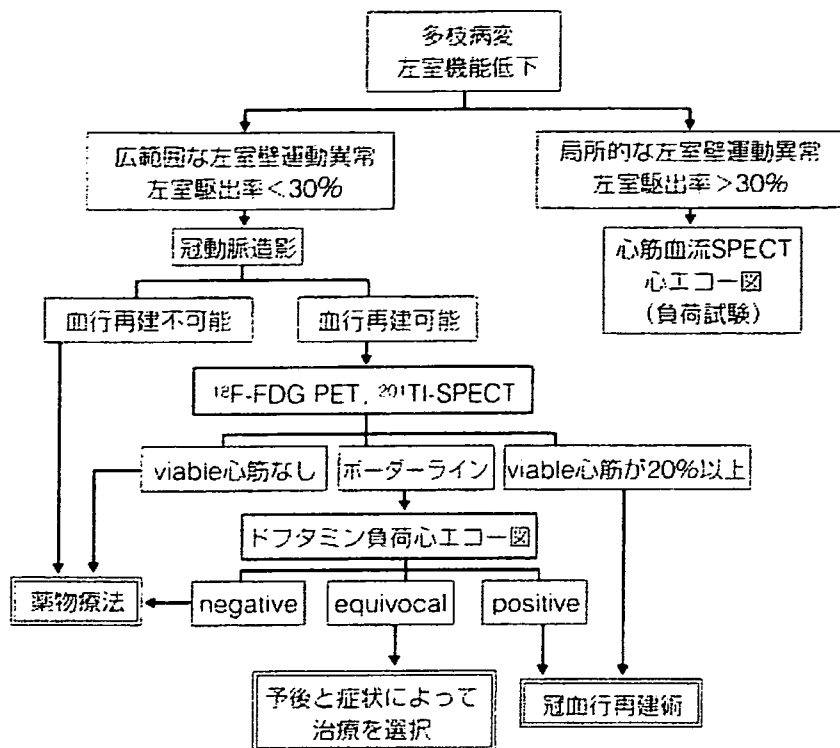 多枝病変
左室機能低下
広範囲な左室壁運動異常
左室駆出率<30%
局所的な左室壁運動異常
左室駆出率>30%
冠動脈造影
心筋血流SPECT
心エコー図
(負荷試験)
血行再建不可能
血行再建可能
¹⁸F-FDG PET, ²⁰¹Tl-SPECT
viable心筋なし
ボーダーライン
viable心筋が20%以上
ドブタミン負荷心エコー図
薬物療法
negative
equivocal
positive
予後と症状によって
治療を選択
冠血行再建術